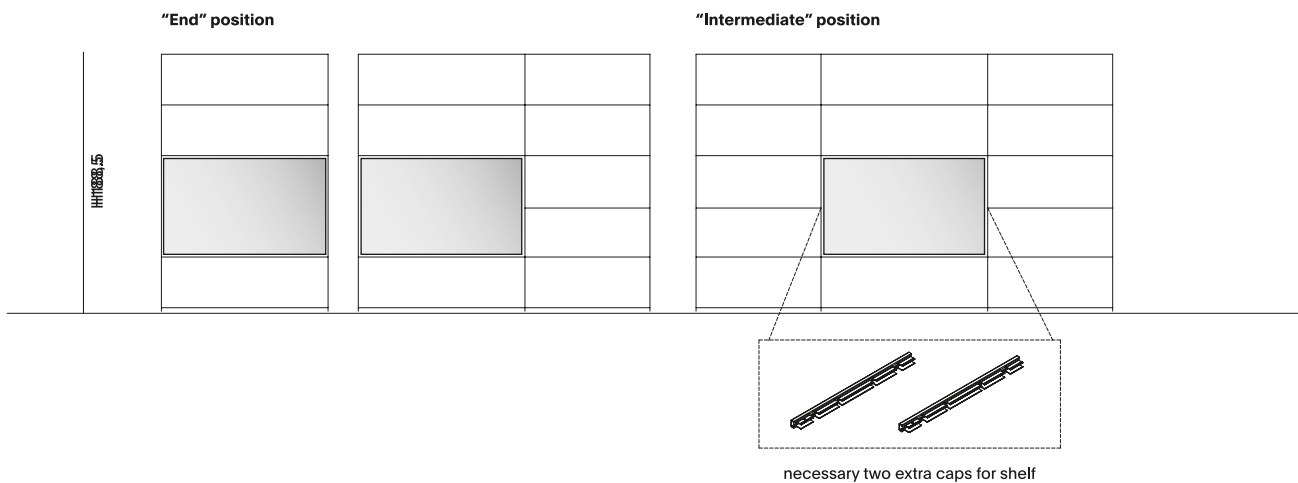 “End” position
“Intermediate” position
necessary two extra caps for shelf